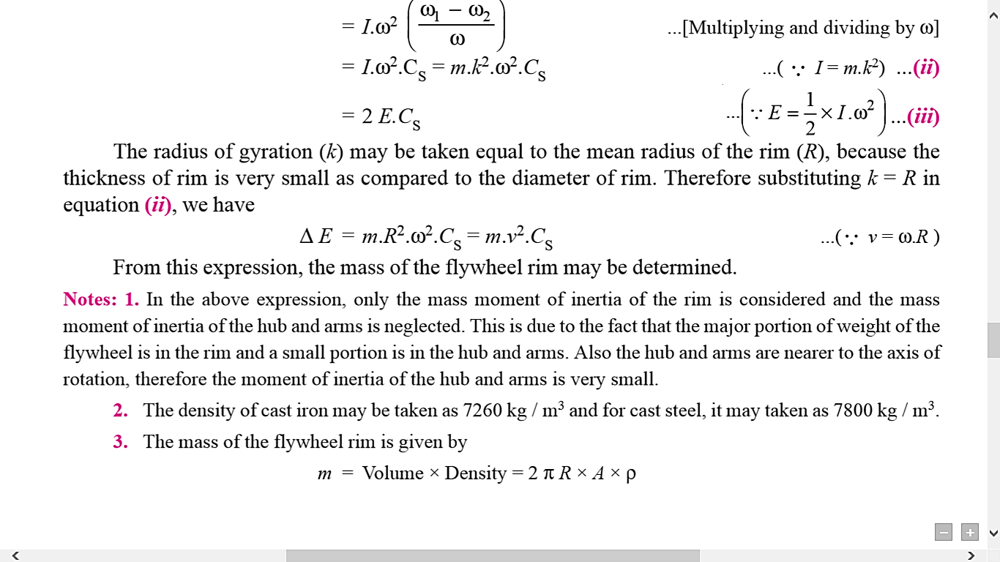 = I.ω² ( ω₁ − ω₂ / ω ) ...[Multiplying and dividing by ω]
= I.ω².C_S = m.k².ω².C_S ...( ∵ I = m.k²) ...(ii)
= 2 E.C_S ...( ∵ E = 1/2 × I.ω² ) ...(iii)
The radius of gyration (k) may be taken equal to the mean radius of the rim (R), because the
thickness of rim is very small as compared to the diameter of rim. Therefore substituting k = R in
equation (ii), we have
Δ E = m.R².ω².C_S = m.v².C_S ...(∵ v = ω.R )
From this expression, the mass of the flywheel rim may be determined.
Notes: 1. In the above expression, only the mass moment of inertia of the rim is considered and the mass
moment of inertia of the hub and arms is neglected. This is due to the fact that the major portion of weight of the
flywheel is in the rim and a small portion is in the hub and arms. Also the hub and arms are nearer to the axis of
rotation, therefore the moment of inertia of the hub and arms is very small.
2. The density of cast iron may be taken as 7260 kg / m³ and for cast steel, it may taken as 7800 kg / m³.
3. The mass of the flywheel rim is given by
m = Volume × Density = 2 π R × A × ρ